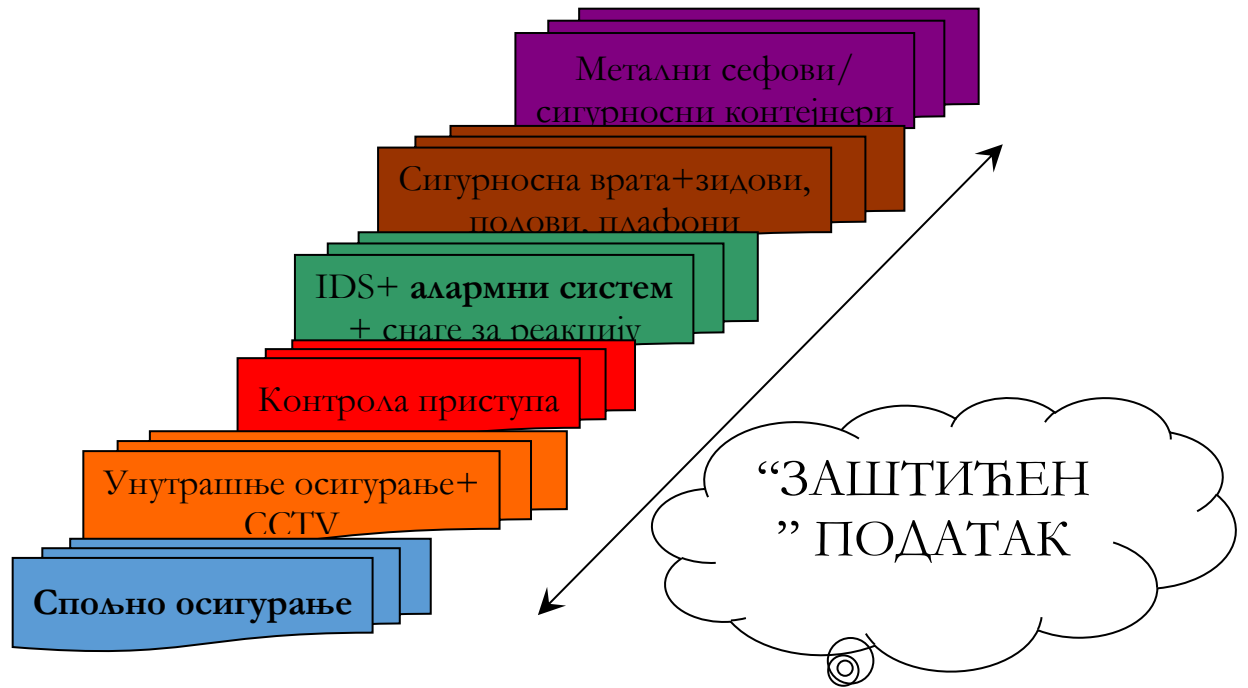 Метални сефови/
сигурносни контејнери
Сигурносна врата+зидови,
подови, плафони
IDS+ алармни систем
+ снаге за реакцију
Контрола приступа
Унутрашње осигурање+
CCTV
Спољно осигурање
“ЗАШТИЋЕН
” ПОДАТАК